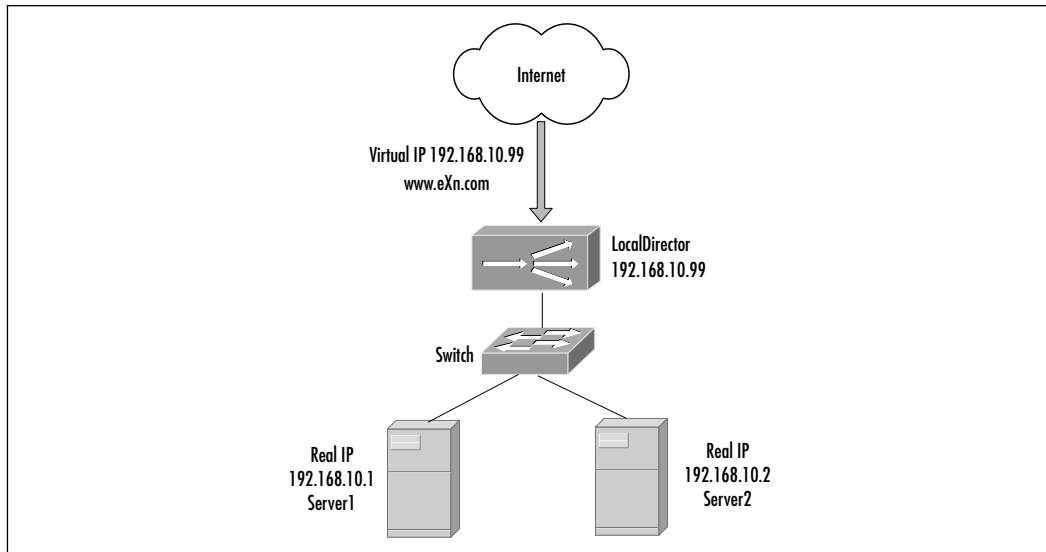 Internet
Virtual IP 192.168.10.99
www.eXn.com
LocalDirector
192.168.10.99
Switch
Real IP
192.168.10.1
Server1
Real IP
192.168.10.2
Server2